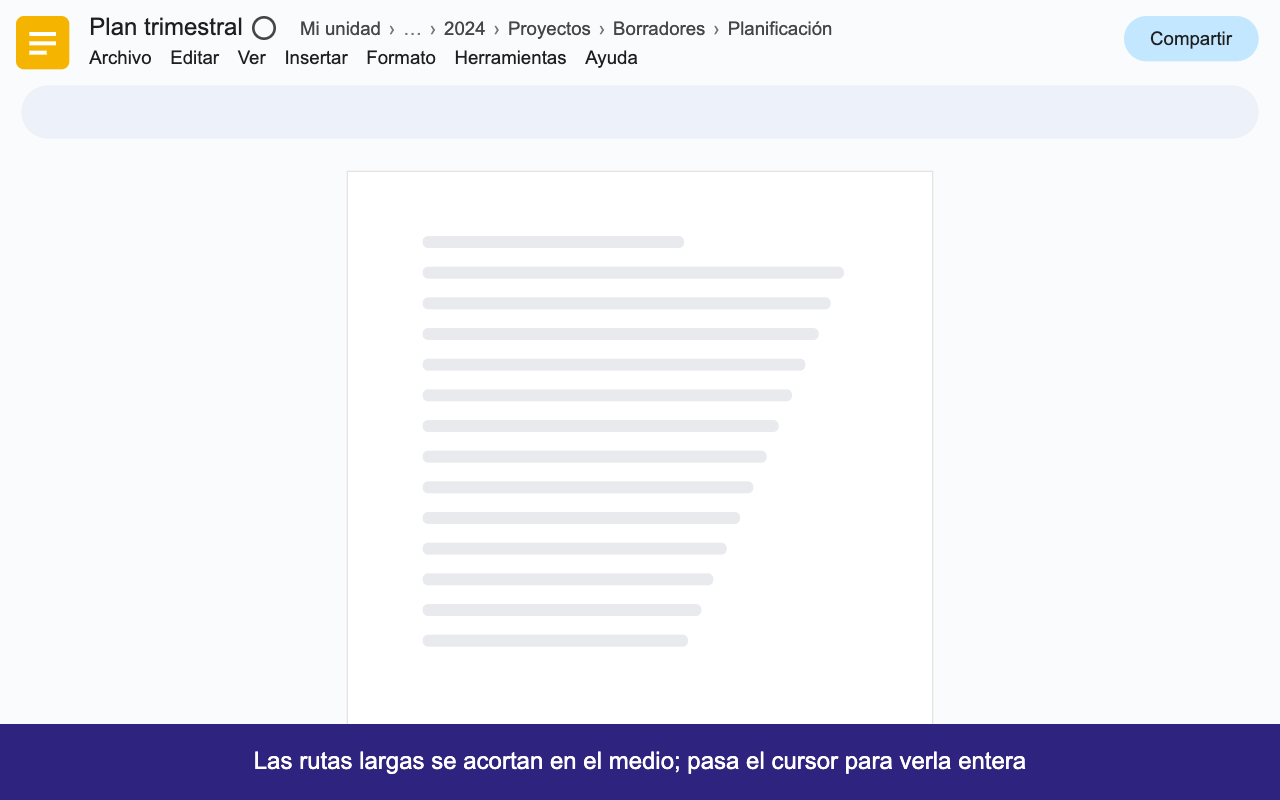 Plan trimestral
Mi unidad › … › 2024 › Proyectos › Borradores › Planificación
Archivo Editar Ver Insertar Formato Herramientas Ayuda
Compartir
Las rutas largas se acortan en el medio; pasa el cursor para verla entera